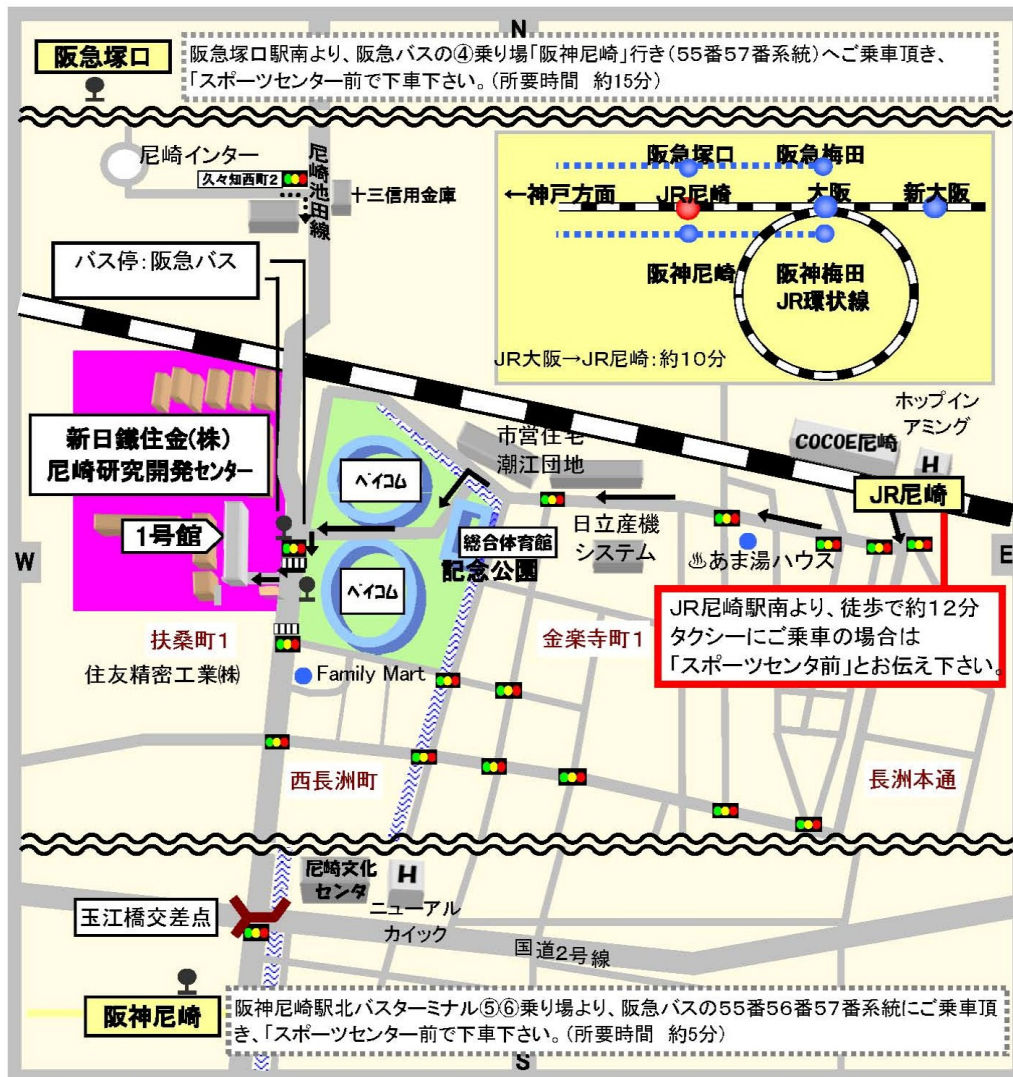 N
阪急塚口
阪急塚口駅南より、阪急バスの④乗り場「阪神尼崎」行き(55番57番系統)へご乗車頂き、
「スポーツセンター前で下車下さい。(所要時間 約15分)
尼崎インター
久々知西町2
尼崎池田線
十三信用金庫
バス停:阪急バス
阪急塚口
阪急梅田
←神戸方面
JR尼崎
大阪
新大阪
阪神尼崎
阪神梅田
JR環状線
JR大阪→JR尼崎:約10分
新日鐵住金(株)
尼崎研究開発センター
1号館
ベイコム
ベイコム
市営住宅
潮江団地
総合体育館
記念公園
日立産機
システム
COCOE尼崎
ホップイン
アミング
H
JR尼崎
♨あま湯ハウス
W
E
JR尼崎駅南より、徒歩で約12分
タクシーにご乗車の場合は
「スポーツセンタ前」とお伝え下さい。
扶桑町1
金楽寺町1
住友精密工業㈱
Family Mart
西長洲町
長洲本通
尼崎文化
センタ
H
ニューアル
カイック
玉江橋交差点
国道2号線
阪神尼崎
阪神尼崎駅北バスターミナル⑤⑥乗り場より、阪急バスの55番56番57番系統にご乗車頂
き、「スポーツセンター前で下車下さい。(所要時間 約5分)
S